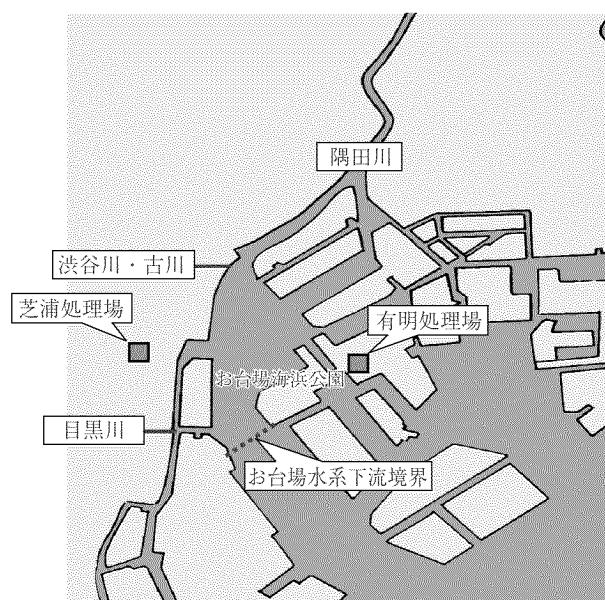 隅田川
渋谷川・古川
芝浦処理場
有明処理場
お台場海浜公園
目黒川
お台場水系下流境界